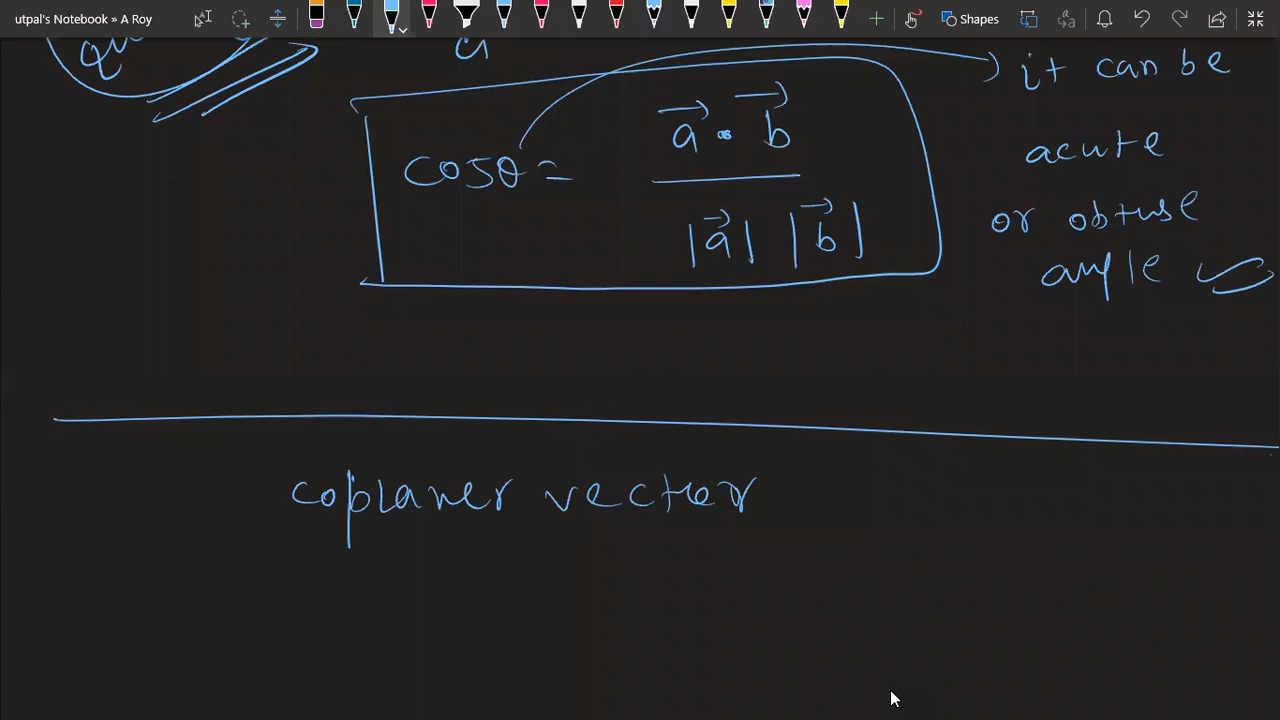 utpal's Notebook » A Roy
Shapes
a
it can be
acute
or obtuse
angle
cosθ = a⃗ · b⃗ / |a⃗| |b⃗|
coplaner vector